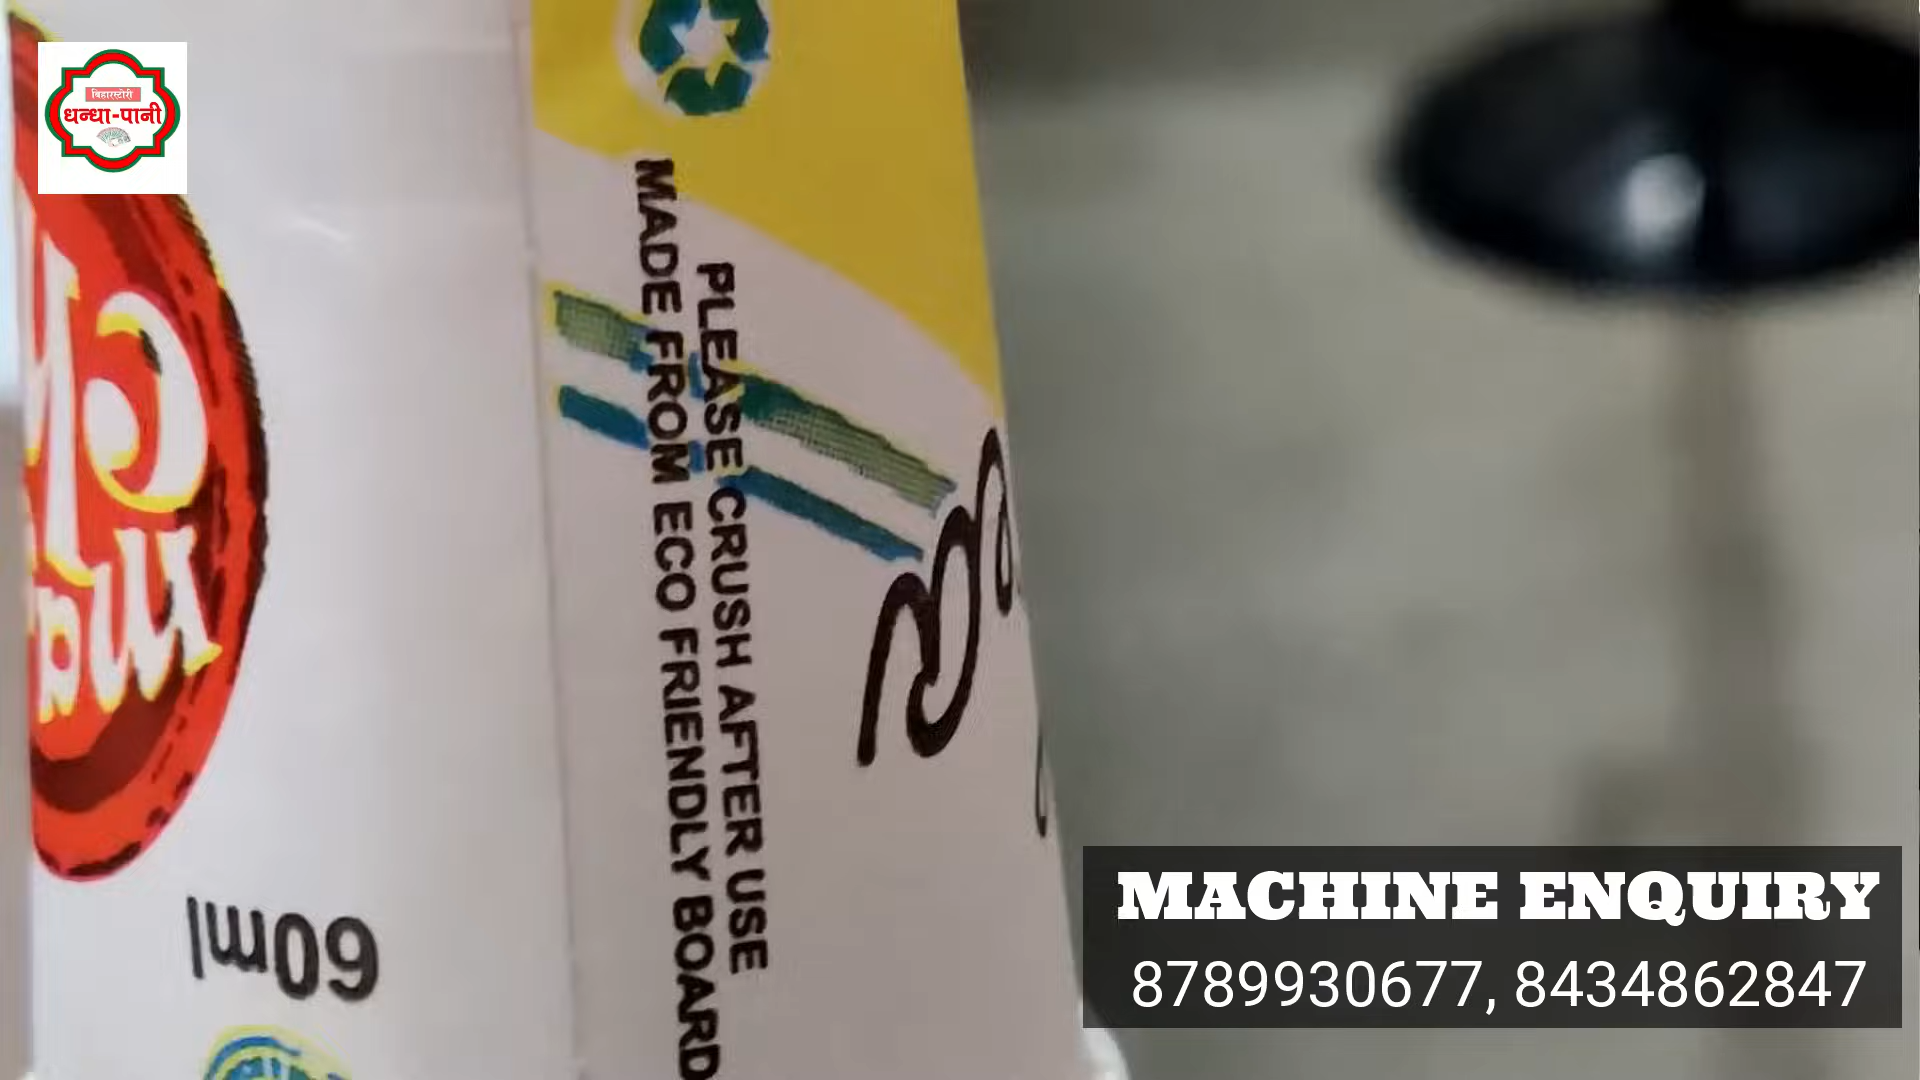 बिहारस्टोरी
धन्धा-पानी
MADE FROM ECO FRIENDLY BOARD
PLEASE CRUSH AFTER USE
60ml
MACHINE ENQUIRY
8789930677, 8434862847